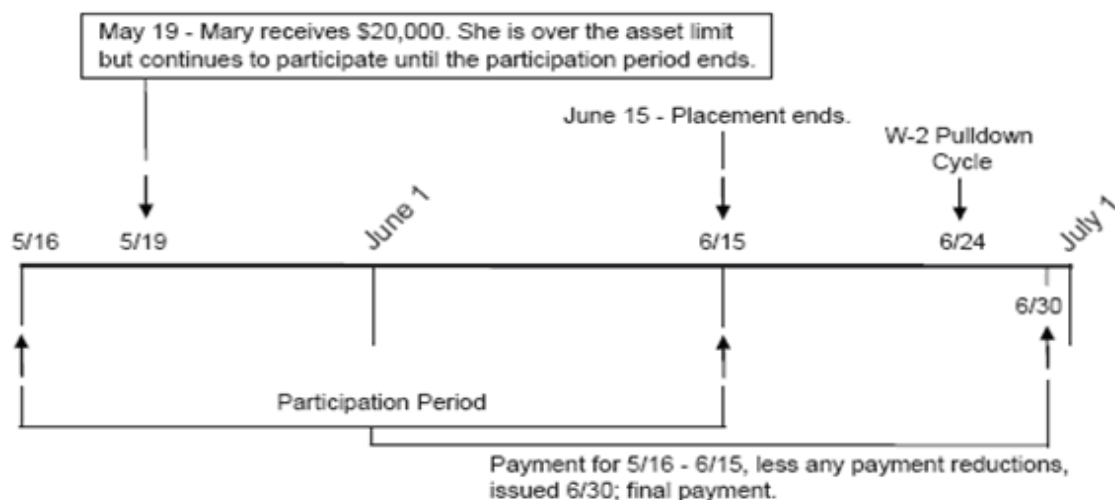 May 19 - Mary receives $20,000. She is over the asset limit
but continues to participate until the participation period ends.
June 15 - Placement ends.
W-2 Pulldown
Cycle
5/16
5/19
June 1
6/15
6/24
July 1
6/30
Participation Period
Payment for 5/16 - 6/15, less any payment reductions,
issued 6/30; final payment.